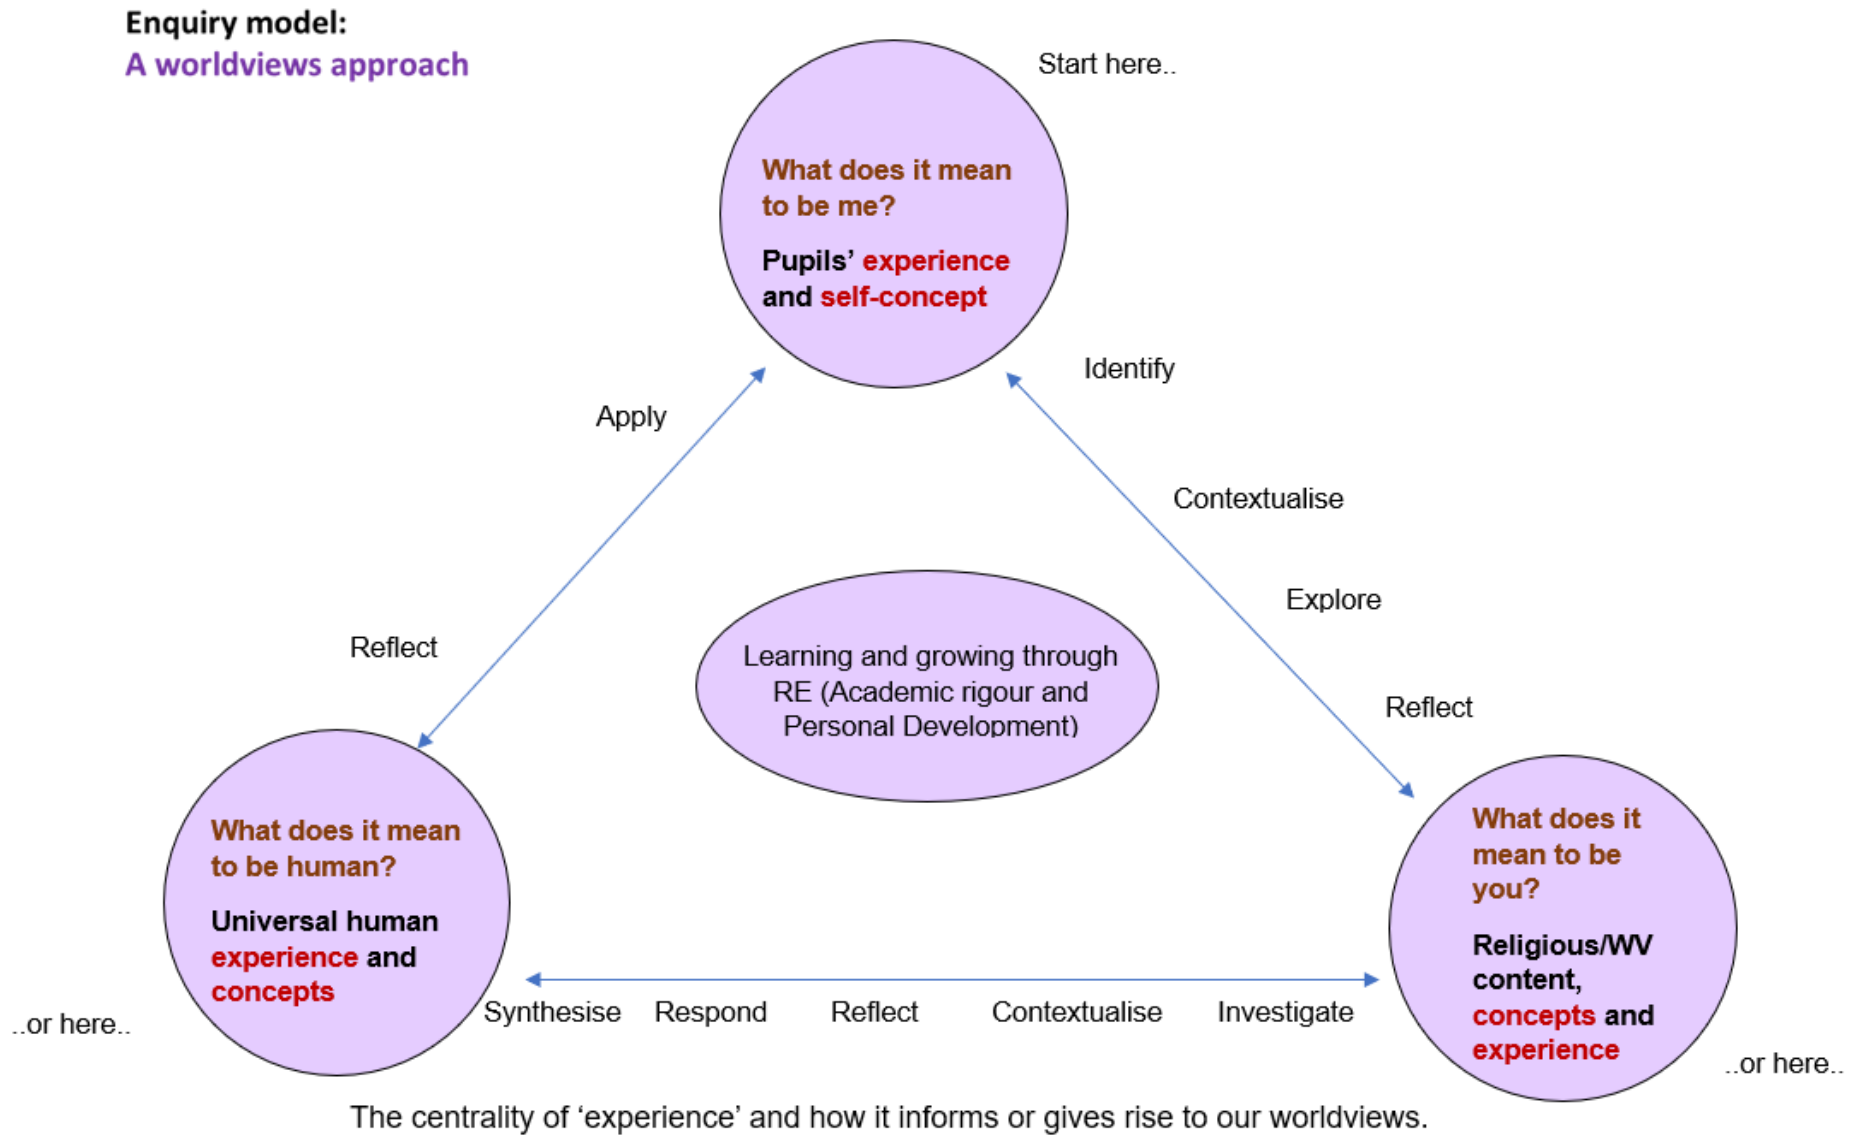 Enquiry model:
A worldviews approach
Start here..
What does it mean
to be me?
Pupils’ experience
and self-concept
Identify
Contextualise
Explore
Reflect
Apply
Reflect
Learning and growing through
RE (Academic rigour and
Personal Development)
What does it mean
to be human?
Universal human
experience and
concepts
..or here..
What does it
mean to be
you?
Religious/WV
content,
concepts and
experience
..or here..
Synthesise Respond Reflect Contextualise Investigate
The centrality of ‘experience’ and how it informs or gives rise to our worldviews.